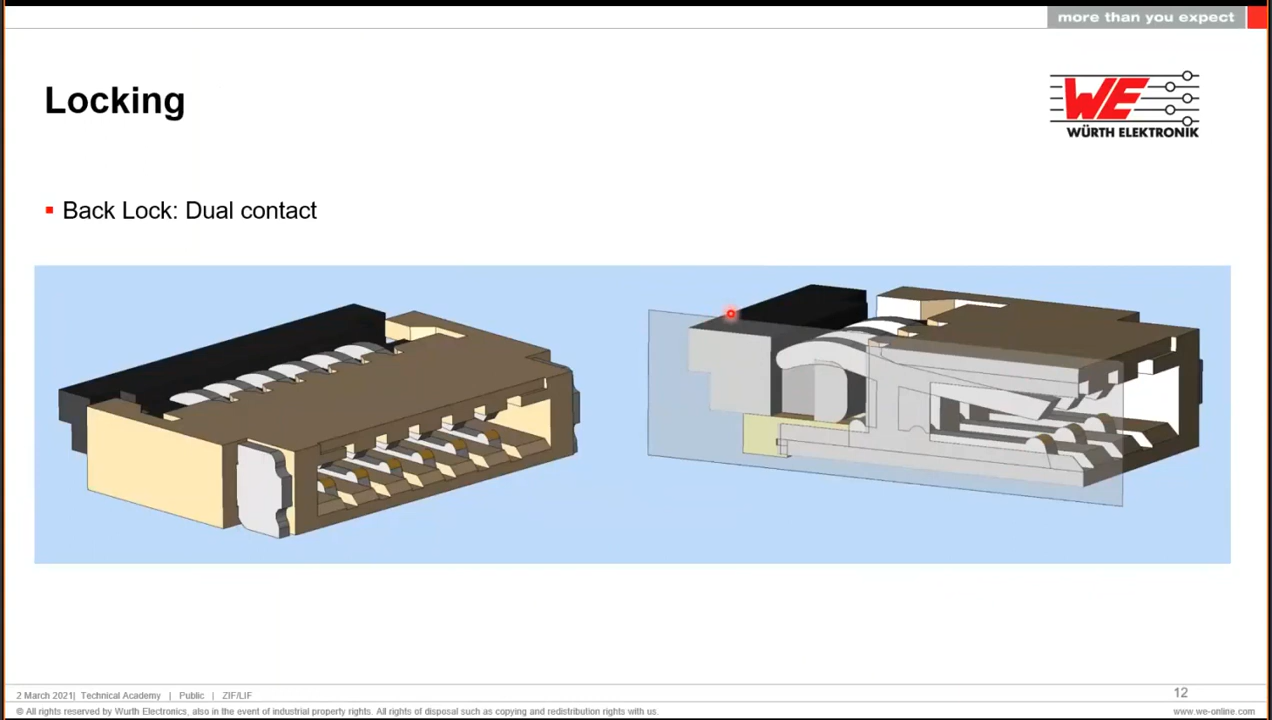 more than you expect
Locking
WE
WÜRTH ELEKTRONIK
Back Lock: Dual contact
2 March 2021| Technical Academy | Public | ZIF/LIF
12
© All rights reserved by Wurth Electronics, also in the event of industrial property rights. All rights of disposal such as copying and redistribution rights with us.
www.we-online.com